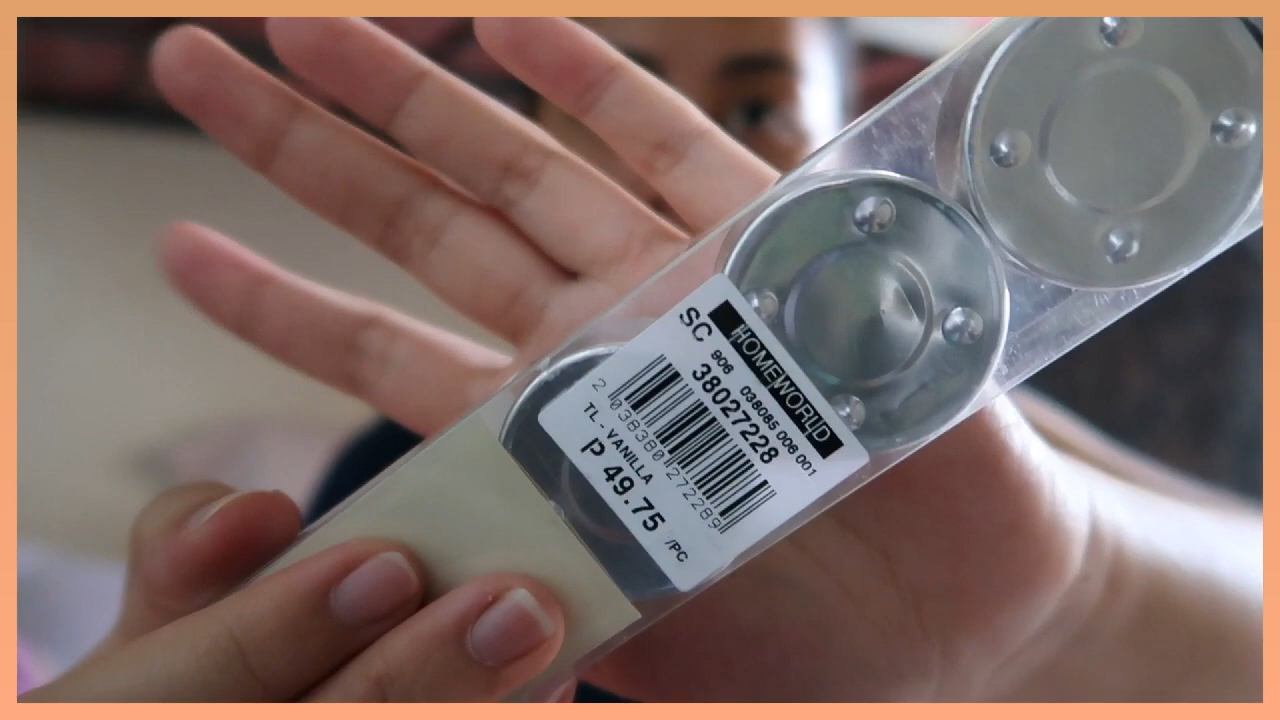 HOMEWORLD
SC 906 038085 006 001
38027228
2 038380 272289
TL - VANILLA
P 49.75 /PC